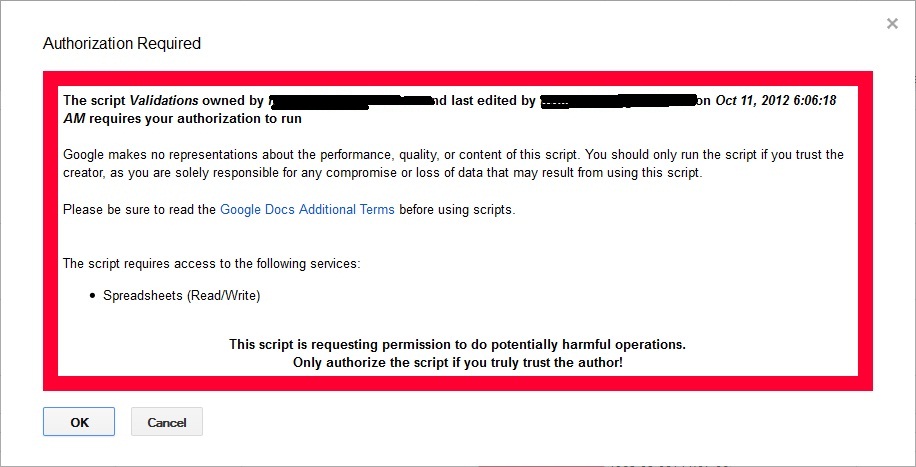 Authorization Required
The script Validations owned by nd last edited by on Oct 11, 2012 6:06:18
AM requires your authorization to run
Google makes no representations about the performance, quality, or content of this script. You should only run the script if you trust the
creator, as you are solely responsible for any compromise or loss of data that may result from using this script.
Please be sure to read the Google Docs Additional Terms before using scripts.
The script requires access to the following services:
• Spreadsheets (Read/Write)
This script is requesting permission to do potentially harmful operations.
Only authorize the script if you truly trust the author!
OK Cancel